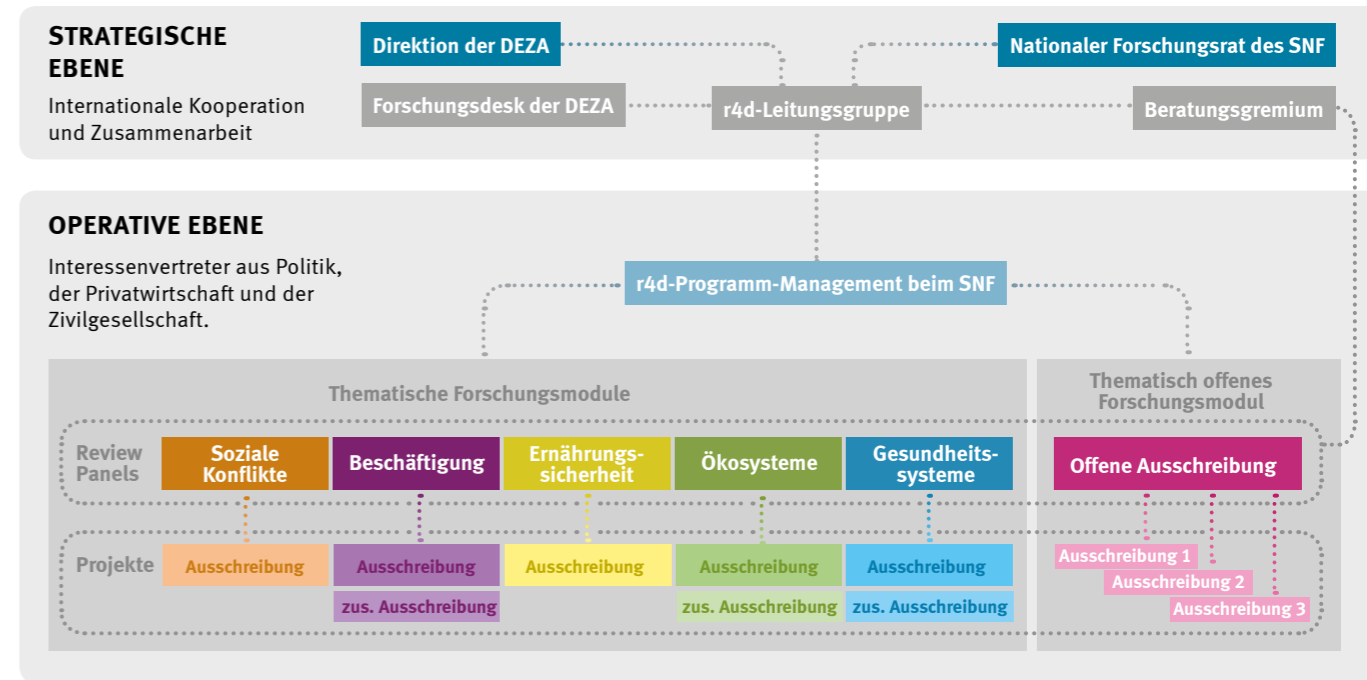 STRATEGISCHE
EBENE
Internationale Kooperation
und Zusammenarbeit
Direktion der DEZA
Nationaler Forschungsrat des SNF
Forschungsdesk der DEZA
r4d-Leitungsgruppe
Beratungsgremium
OPERATIVE EBENE
Interessenvertreter aus Politik,
der Privatwirtschaft und der
Zivilgesellschaft.
r4d-Programm-Management beim SNF
Thematische Forschungsmodule
Thematisch offenes
Forschungsmodul
Review
Panels
Soziale
Konflikte
Beschäftigung
Ernährungs-
sicherheit
Ökosysteme
Gesundheits-
systeme
Offene Ausschreibung
Projekte
Ausschreibung
Ausschreibung
Ausschreibung
Ausschreibung
Ausschreibung
zus. Ausschreibung
zus. Ausschreibung
zus. Ausschreibung
Ausschreibung 1
Ausschreibung 2
Ausschreibung 3